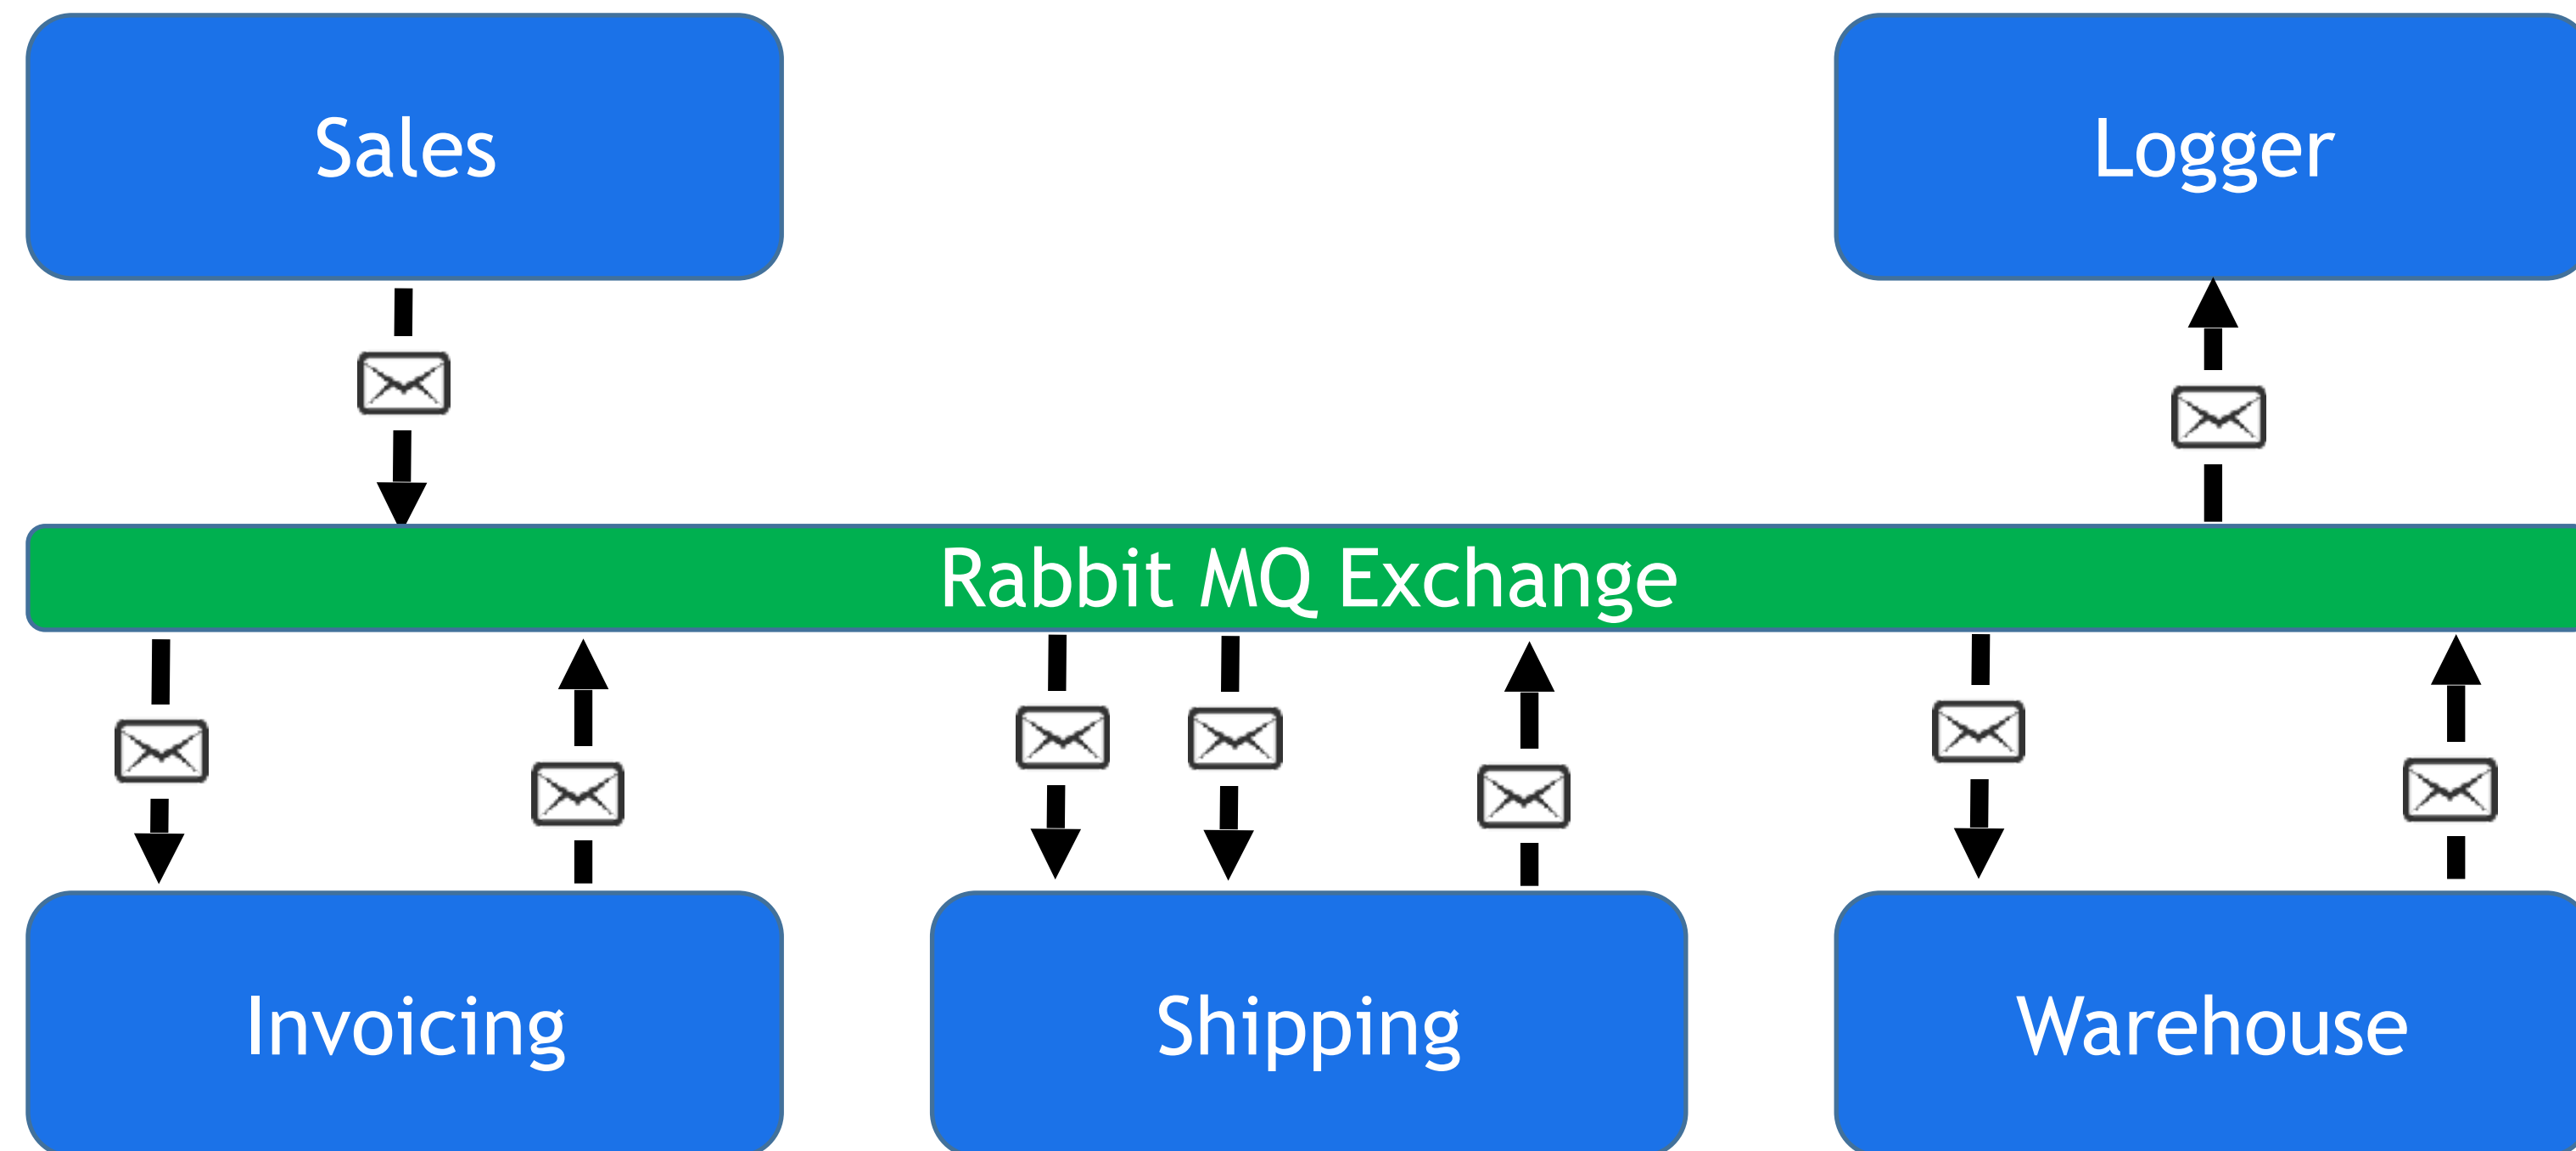 Sales
Logger
Rabbit MQ Exchange
Invoicing
Shipping
Warehouse